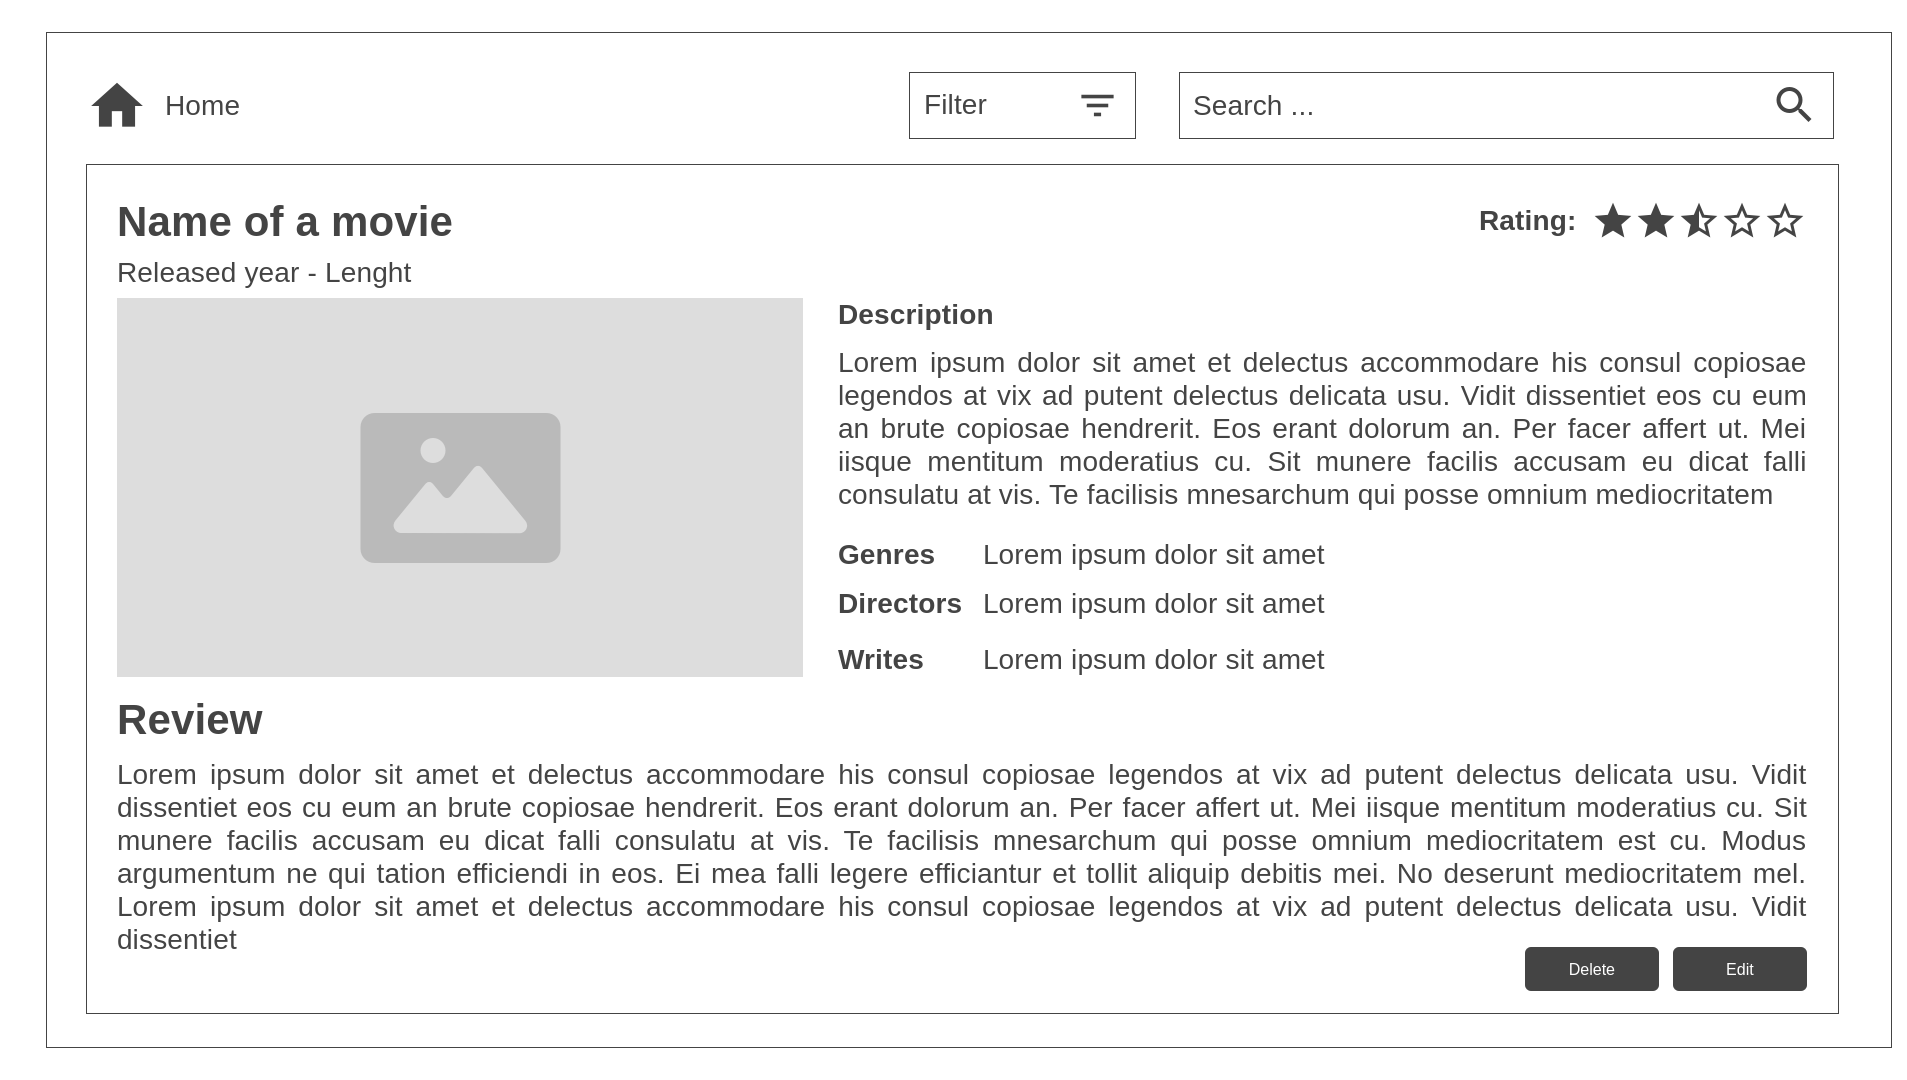 Home
Filter
Search ...
Name of a movie
Rating:
Released year - Lenght
Description
Lorem ipsum dolor sit amet et delectus accommodare his consul copiosae
legendos at vix ad putent delectus delicata usu. Vidit dissentiet eos cu eum
an brute copiosae hendrerit. Eos erant dolorum an. Per facer affert ut. Mei
iisque mentitum moderatius cu. Sit munere facilis accusam eu dicat falli
consulatu at vis. Te facilisis mnesarchum qui posse omnium mediocritatem
Genres Lorem ipsum dolor sit amet
Directors Lorem ipsum dolor sit amet
Writes Lorem ipsum dolor sit amet
Review
Lorem ipsum dolor sit amet et delectus accommodare his consul copiosae legendos at vix ad putent delectus delicata usu. Vidit
dissentiet eos cu eum an brute copiosae hendrerit. Eos erant dolorum an. Per facer affert ut. Mei iisque mentitum moderatius cu. Sit
munere facilis accusam eu dicat falli consulatu at vis. Te facilisis mnesarchum qui posse omnium mediocritatem est cu. Modus
argumentum ne qui tation efficiendi in eos. Ei mea falli legere efficiantur et tollit aliquip debitis mei. No deserunt mediocritatem mel.
Lorem ipsum dolor sit amet et delectus accommodare his consul copiosae legendos at vix ad putent delectus delicata usu. Vidit
dissentiet
Delete
Edit